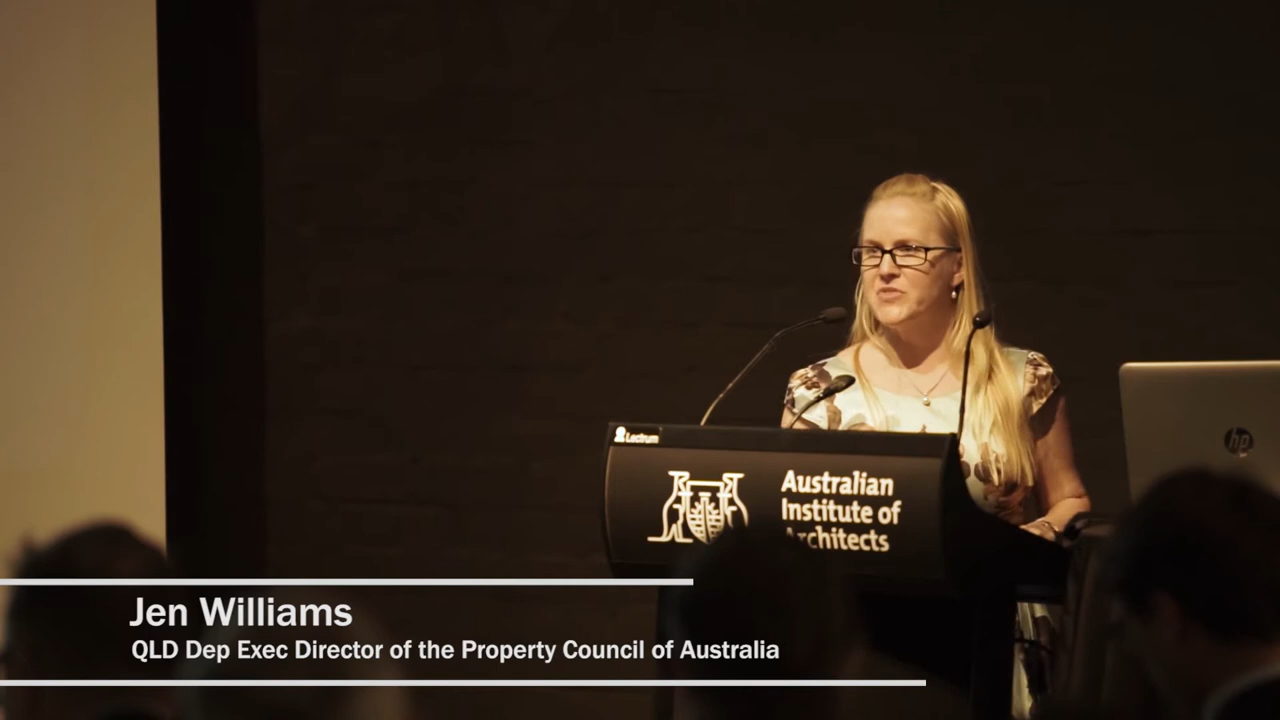 Lectrum
Australian
Institute of
Architects
hp
Jen Williams
QLD Dep Exec Director of the Property Council of Australia